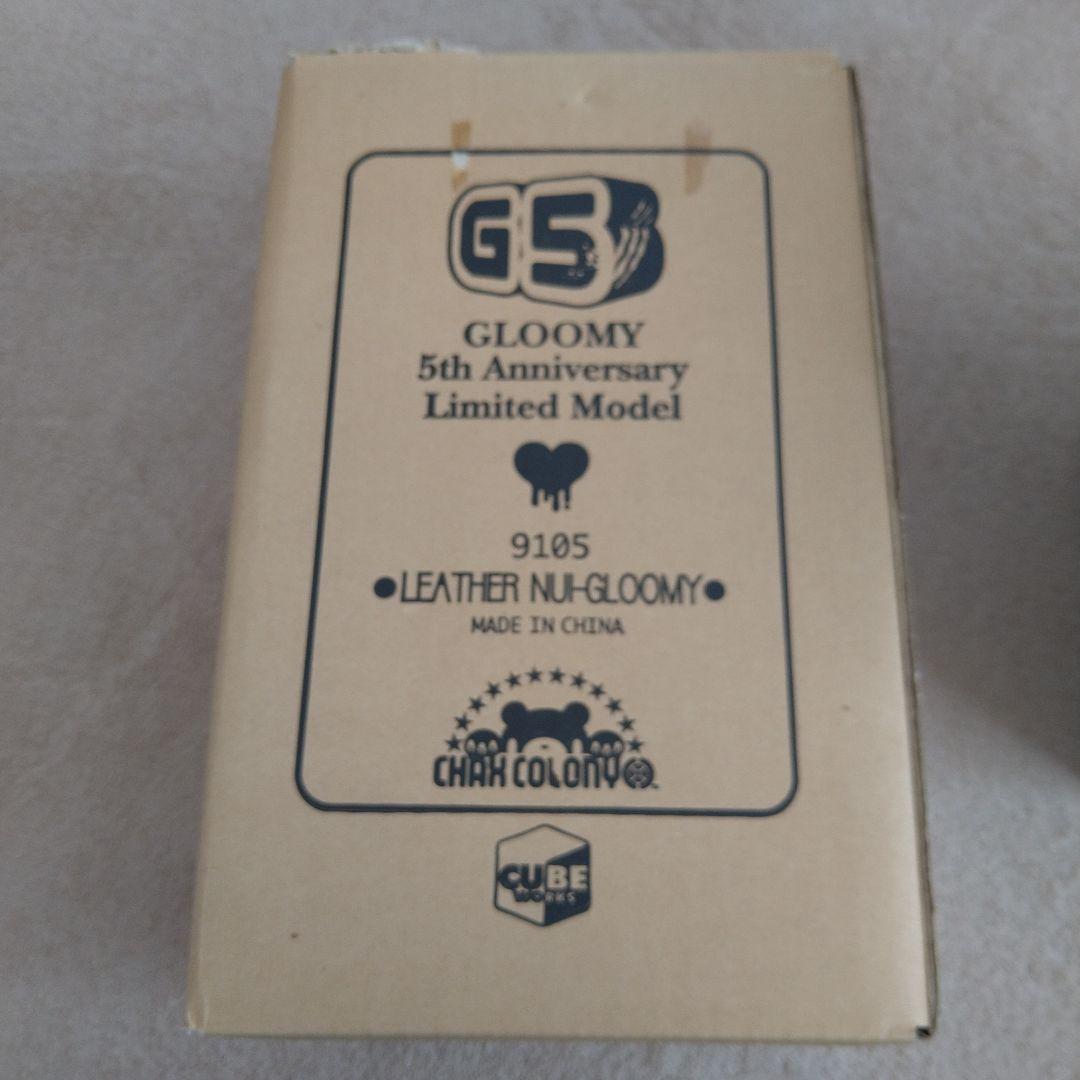 G5
GLOOMY
5th Anniversary
Limited Model
9105
●LEATHER NUI-GLOOMY●
MADE IN CHINA
CHAX COLONY
CUBE
WORKS